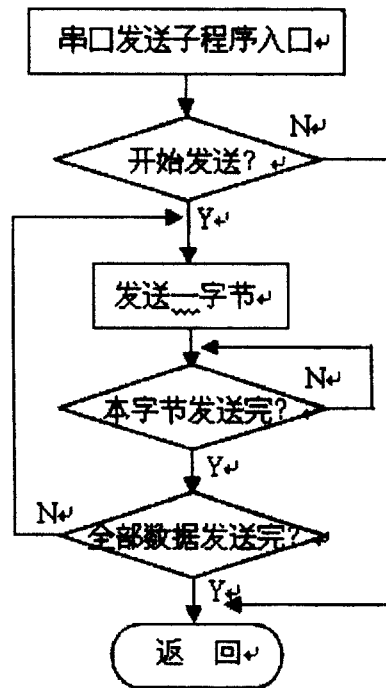 串口发送子程序入口↵
N↵
开始发送？↵
Y↵
发送一字节↵
N↵
本字节发送完？
Y↵
N↵
全部数据发送完？↵
Y↵
返 回↵